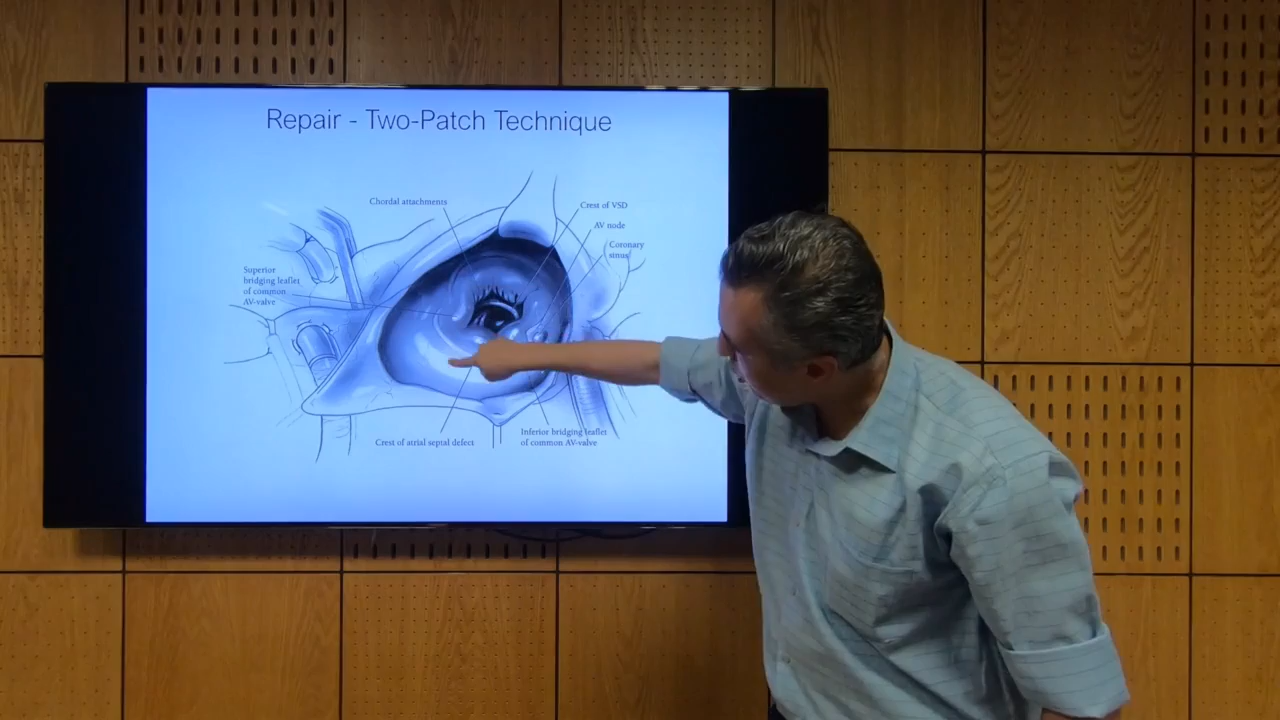 Repair - Two-Patch Technique
Chordal attachments
Crest of VSD
AV node
Coronary
sinus
Superior
bridging leaflet
of common
AV-valve
Crest of atrial septal defect
Inferior bridging leaflet
of common AV-valve